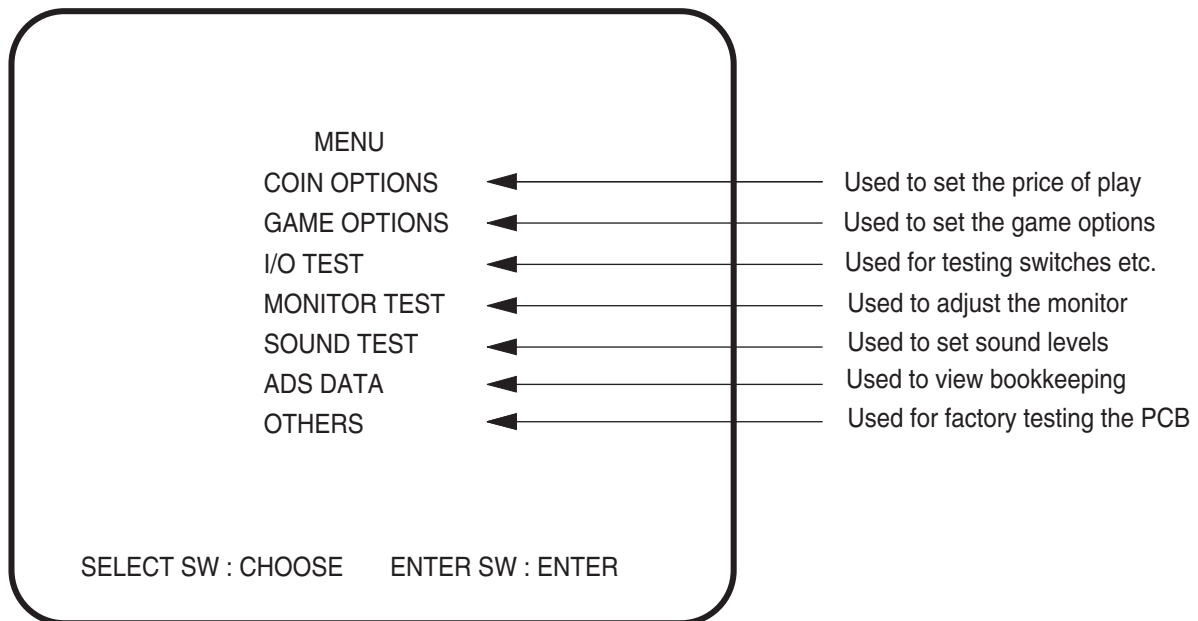 MENU
COIN OPTIONS Used to set the price of play
GAME OPTIONS Used to set the game options
I/O TEST Used for testing switches etc.
MONITOR TEST Used to adjust the monitor
SOUND TEST Used to set sound levels
ADS DATA Used to view bookkeeping
OTHERS Used for factory testing the PCB
SELECT SW : CHOOSE ENTER SW : ENTER